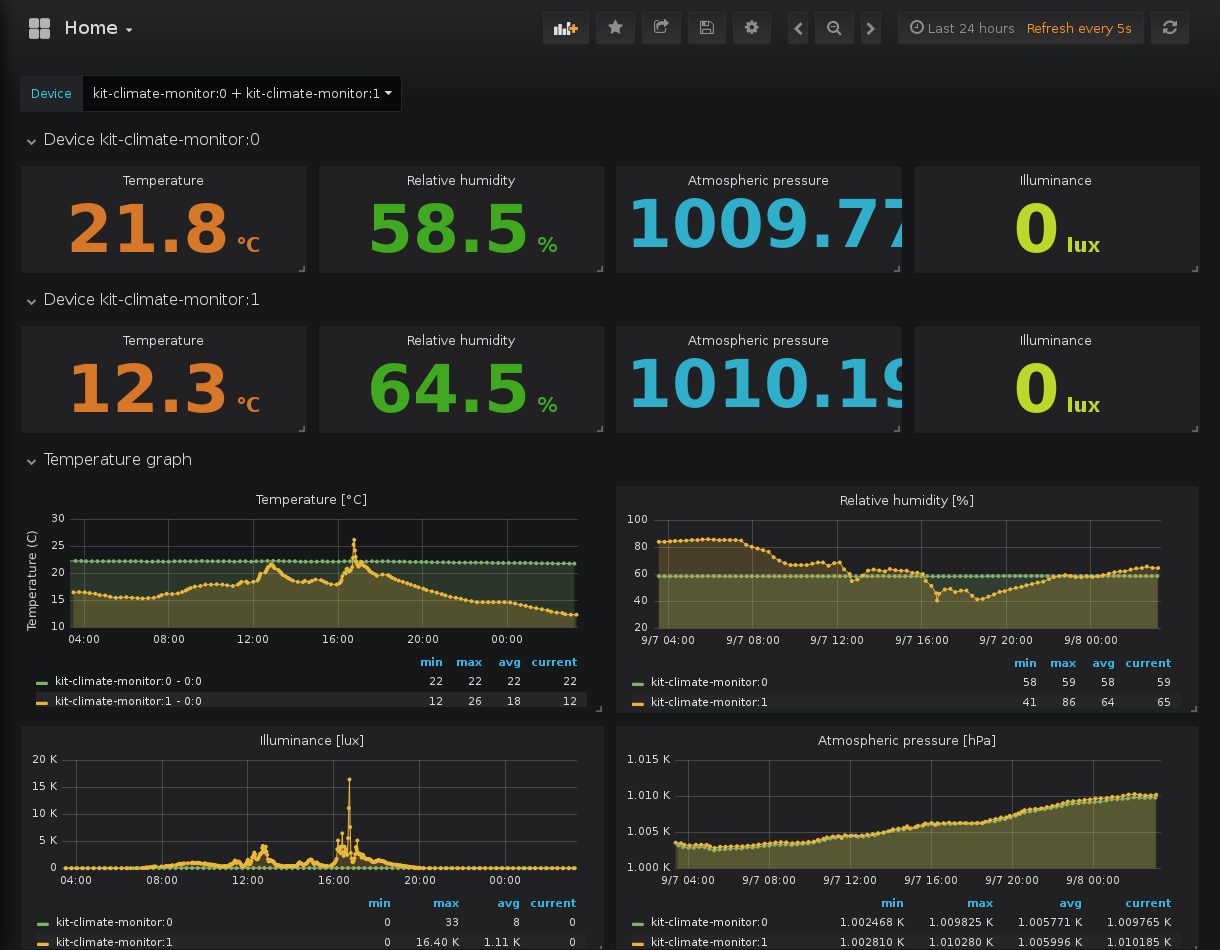 Home
Last 24 hours Refresh every 5s
Device kit-climate-monitor:0 + kit-climate-monitor:1
Device kit-climate-monitor:0
Temperature Relative humidity Atmospheric pressure Illuminance
21.8 °C 58.5 % 1009.77 0 lux
Device kit-climate-monitor:1
Temperature Relative humidity Atmospheric pressure Illuminance
12.3 °C 64.5 % 1010.19 0 lux
Temperature graph
Temperature [°C]
Temperature (C)
30
25
20
15
10
04:00 08:00 12:00 16:00 20:00 00:00
min max avg current
kit-climate-monitor:0 - 0:0 22 22 22 22
kit-climate-monitor:1 - 0:0 12 26 18 12
Relative humidity [%]
100
80
60
40
20
9/7 04:00 9/7 08:00 9/7 12:00 9/7 16:00 9/7 20:00 9/8 00:00
min max avg current
kit-climate-monitor:0 58 59 58 59
kit-climate-monitor:1 41 86 64 65
Illuminance [lux]
20 K
15 K
10 K
5 K
0
04:00 08:00 12:00 16:00 20:00 00:00
min max avg current
kit-climate-monitor:0 0 33 8 0
kit-climate-monitor:1 0 16.40 K 1.11 K 0
Atmospheric pressure [hPa]
1.015 K
1.010 K
1.005 K
1.000 K
9/7 04:00 9/7 08:00 9/7 12:00 9/7 16:00 9/7 20:00 9/8 00:00
min max avg current
kit-climate-monitor:0 1.002468 K 1.009825 K 1.005771 K 1.009765 K
kit-climate-monitor:1 1.002810 K 1.010280 K 1.005996 K 1.010185 K